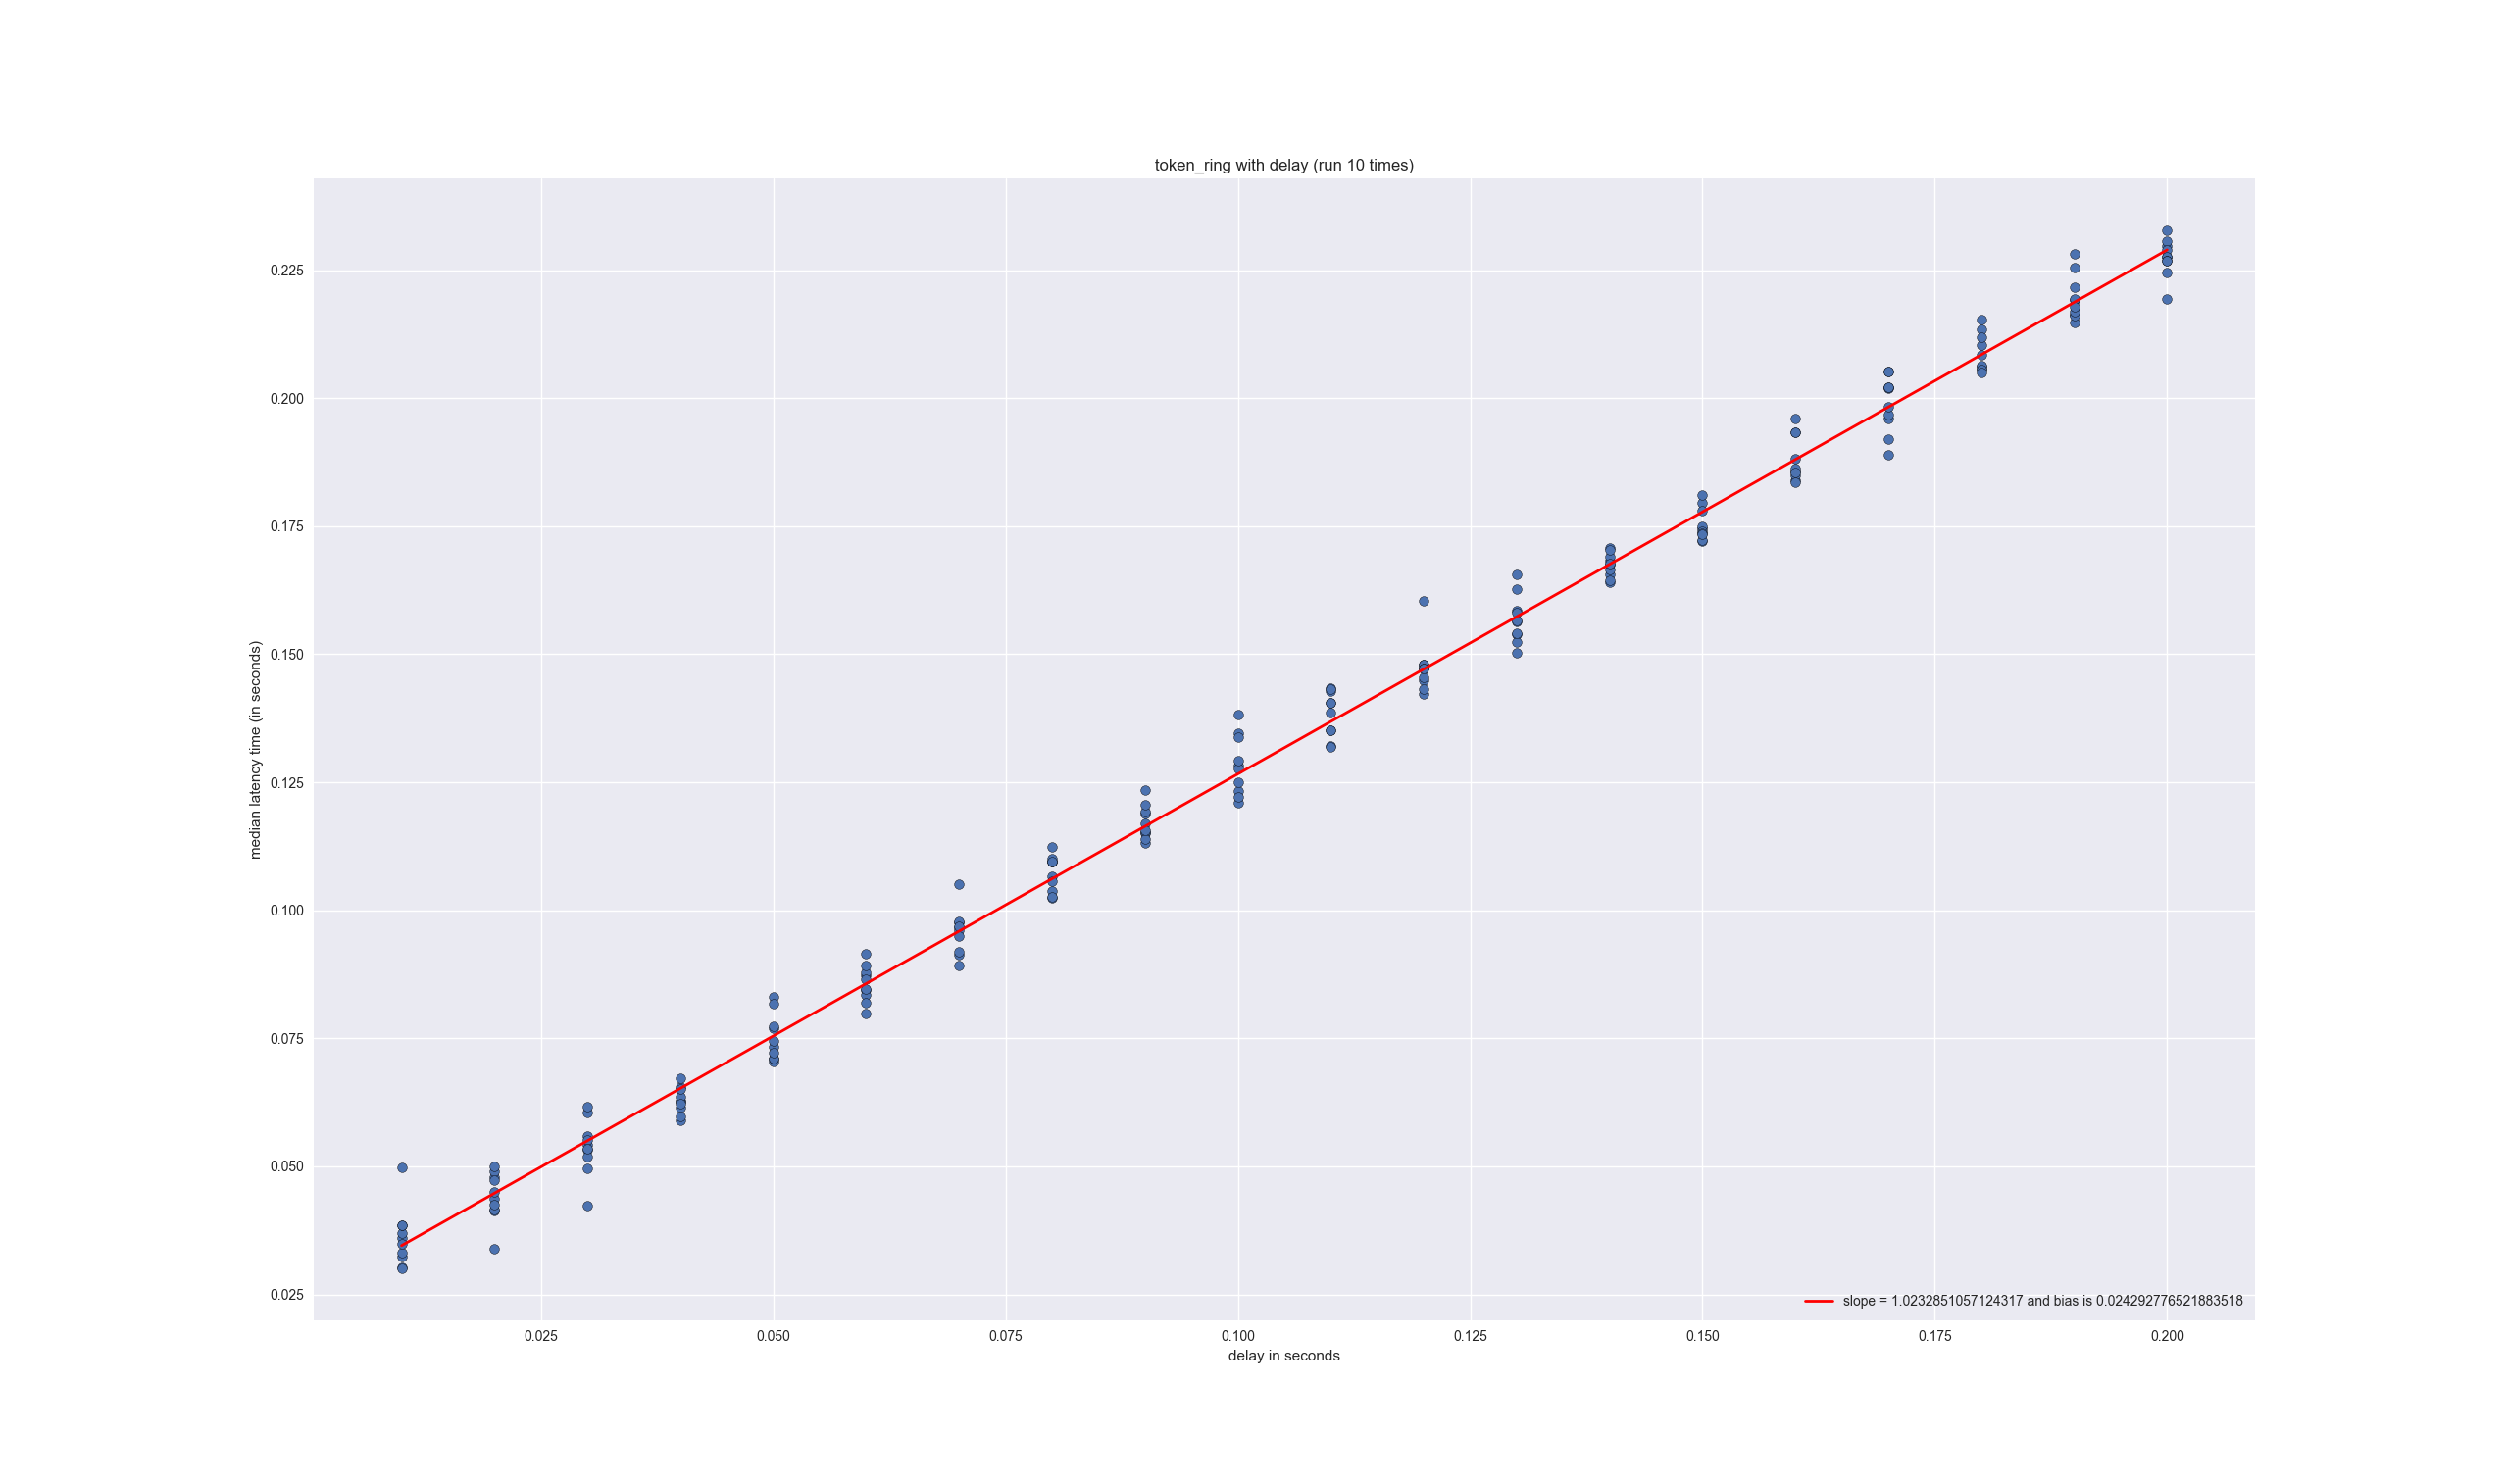 token_ring with delay (run 10 times)
median latency time (in seconds)
0.225
0.200
0.175
0.150
0.125
0.100
0.075
0.050
0.025
slope = 1.0232851057124317 and bias is 0.024292776521883518
0.025 0.050 0.075 0.100 0.125 0.150 0.175 0.200
delay in seconds